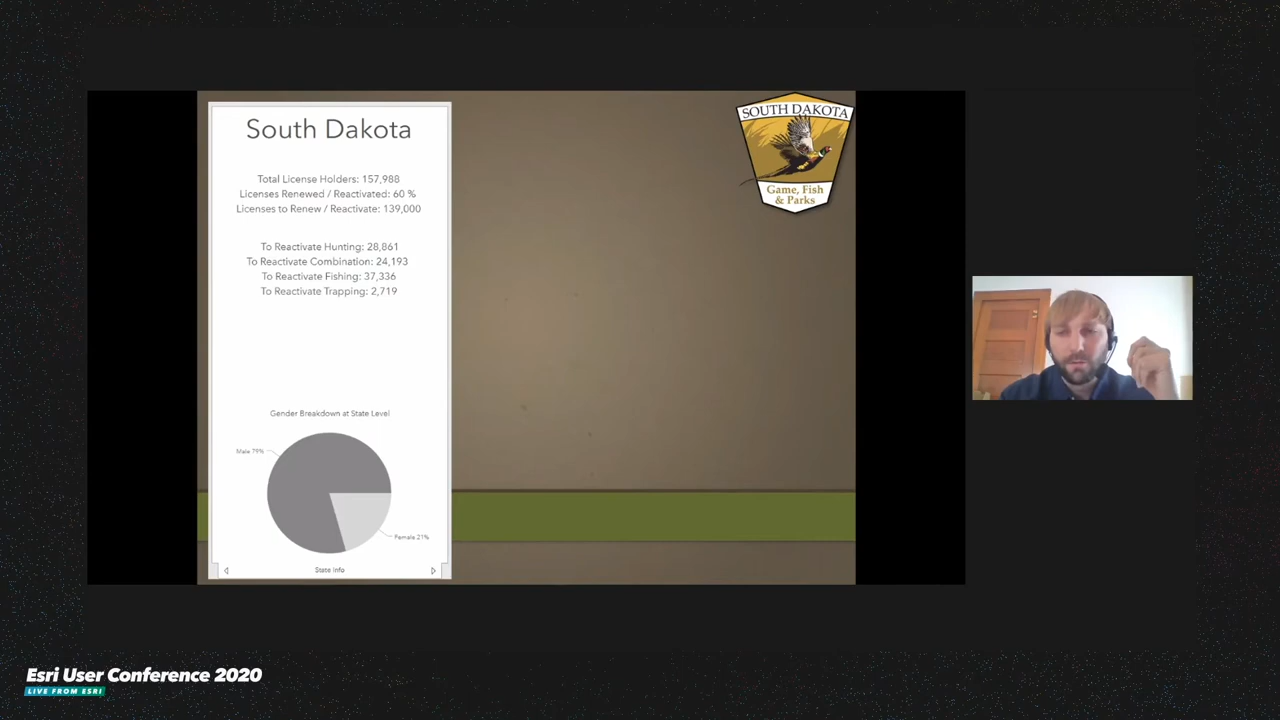 South Dakota
Total License Holders: 157,988
Licenses Renewed / Reactivated: 60 %
Licenses to Renew / Reactivate: 139,000
To Reactivate Hunting: 28,861
To Reactivate Combination: 24,193
To Reactivate Fishing: 37,336
To Reactivate Trapping: 2,719
Gender Breakdown at State Level
Male 79%
Female 21%
State Info
SOUTH DAKOTA
Game, Fish
& Parks
Esri User Conference 2020
LIVE FROM ESRI